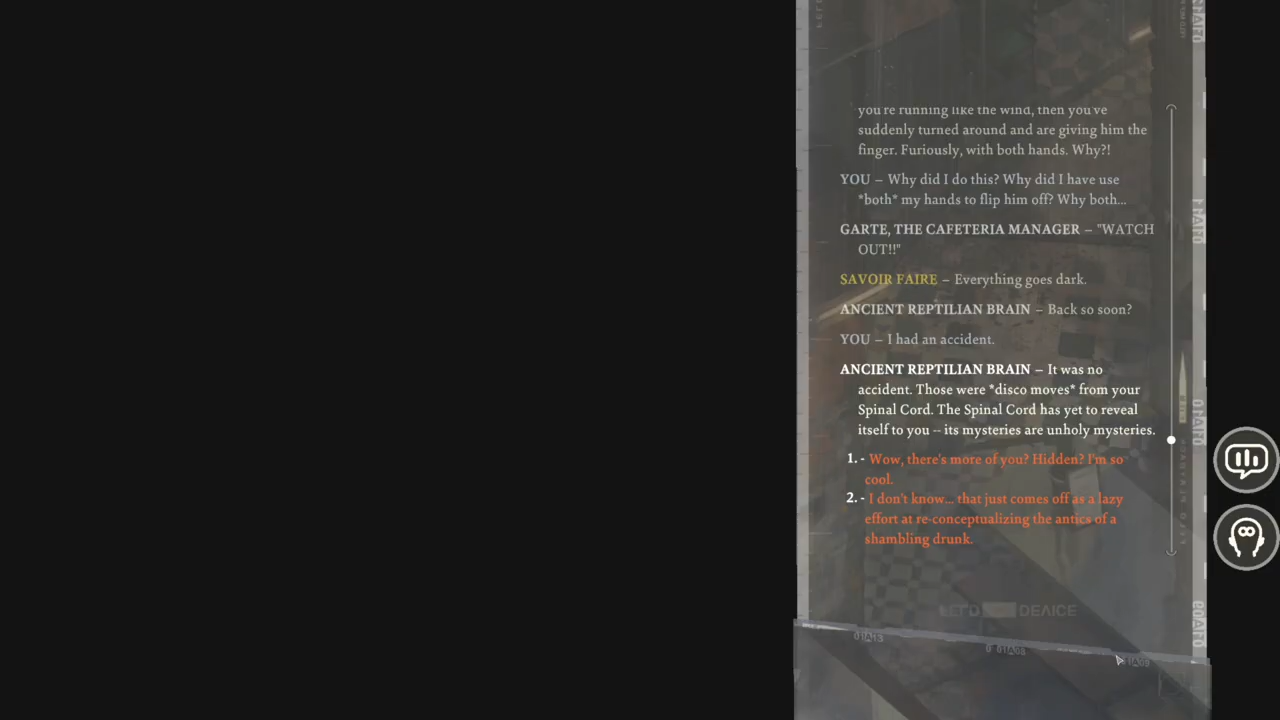 you're running like the wind, then you've
suddenly turned around and are giving him the
finger. Furiously, with both hands. Why?!
YOU – Why did I do this? Why did I have use
*both* my hands to flip him off? Why both...
GARTE, THE CAFETERIA MANAGER – "WATCH
OUT!!"
SAVOIR FAIRE – Everything goes dark.
ANCIENT REPTILIAN BRAIN – Back so soon?
YOU – I had an accident.
ANCIENT REPTILIAN BRAIN – It was no
accident. Those were *disco moves* from your
Spinal Cord. The Spinal Cord has yet to reveal
itself to you – its mysteries are unholy mysteries.
1. - Wow, there's more of you? Hidden? I'm so
cool.
2. - I don't know... that just comes off as a lazy
effort at re-conceptualizing the antics of a
shambling drunk.